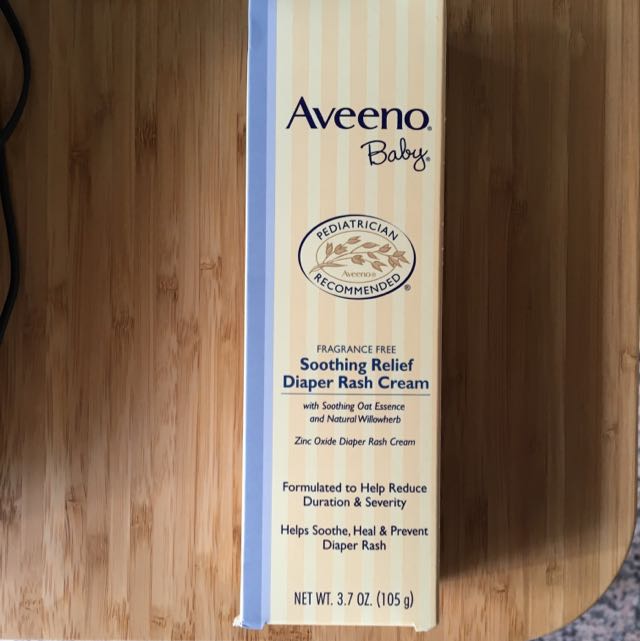 Aveeno®
Baby®
PEDIATRICIAN
Aveeno®
RECOMMENDED®
FRAGRANCE FREE
Soothing Relief
Diaper Rash Cream
with Soothing Oat Essence
and Natural Willowherb
Zinc Oxide Diaper Rash Cream
Formulated to Help Reduce
Duration & Severity
Helps Soothe, Heal & Prevent
Diaper Rash
NET WT. 3.7 OZ. (105 g)